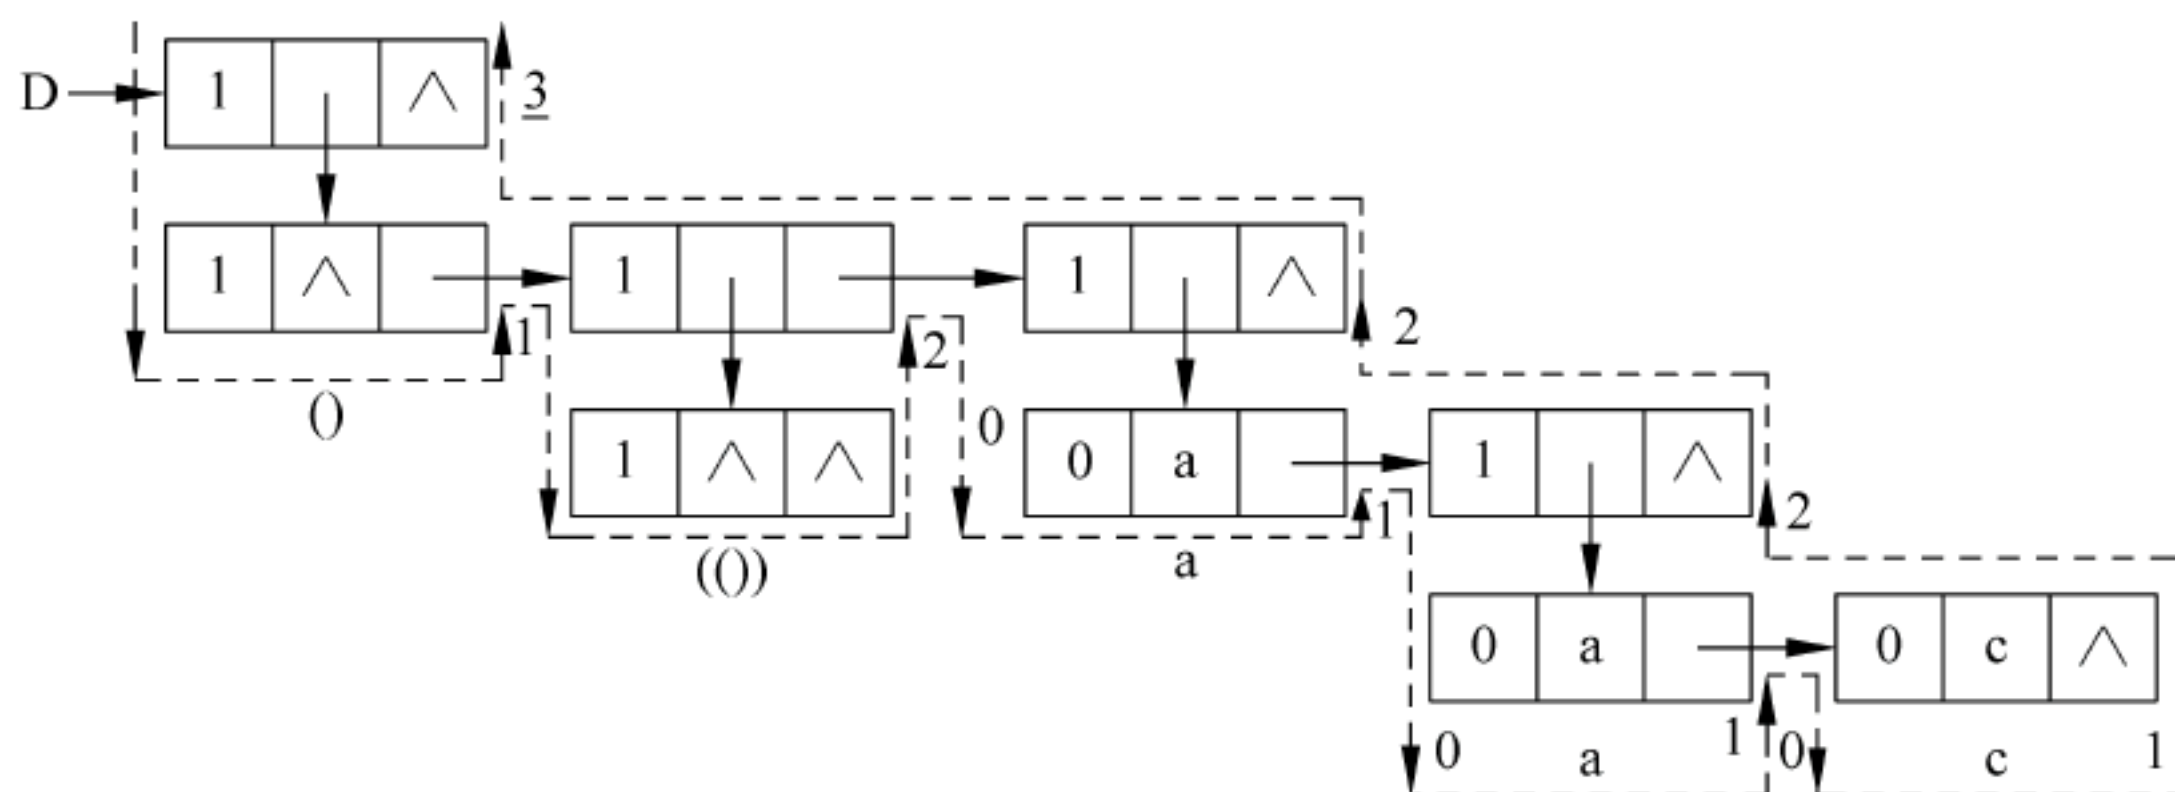 D 1 ∧ 3
1 ∧ 1 1 2 1 ∧ 2
()
1 ∧ ∧ 0 0 a 1 1 ∧ 2
(()) a
0 a 0 c ∧
0 a 1 0 c 1